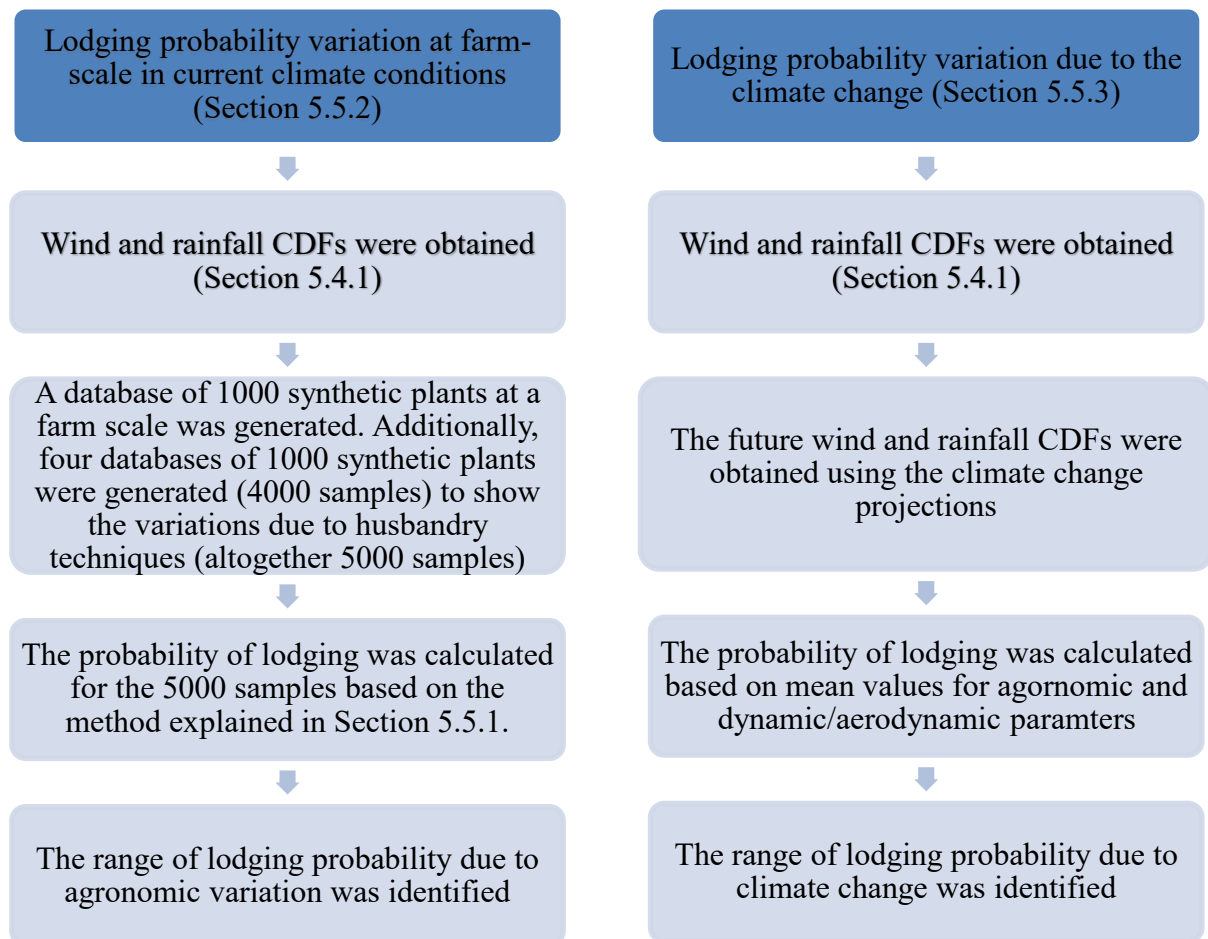 Lodging probability variation at farm-
scale in current climate conditions
(Section 5.5.2)
Wind and rainfall CDFs were obtained
(Section 5.4.1)
A database of 1000 synthetic plants at a
farm scale was generated. Additionally,
four databases of 1000 synthetic plants
were generated (4000 samples) to show
the variations due to husbandry
techniques (altogether 5000 samples)
The probability of lodging was calculated
for the 5000 samples based on the
method explained in Section 5.5.1.
The range of lodging probability due to
agronomic variation was identified
Lodging probability variation due to the
climate change (Section 5.5.3)
Wind and rainfall CDFs were obtained
(Section 5.4.1)
The future wind and rainfall CDFs were
obtained using the climate change
projections
The probability of lodging was calculated
based on mean values for agornomic and
dynamic/aerodynamic paramters
The range of lodging probability due to
climate change was identified